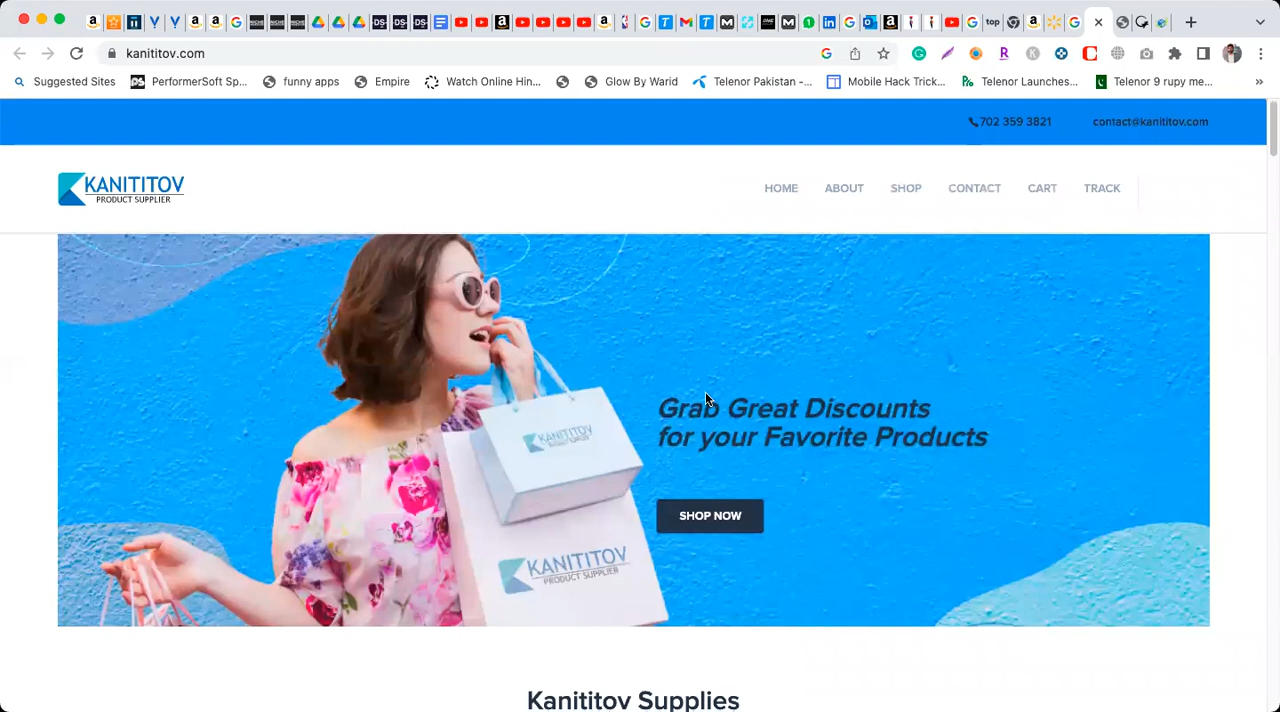 kanititov.com
Suggested Sites
PerformerSoft Sp...
funny apps
Empire
Watch Online Hin...
Glow By Warid
Telenor Pakistan -...
Mobile Hack Trick...
Telenor Launches...
Telenor 9 rupy me...
702 359 3821
contact@kanititov.com
KANITITOV
PRODUCT SUPPLIER
HOME
ABOUT
SHOP
CONTACT
CART
TRACK
KANITITOV
Grab Great Discounts
for your Favorite Products
SHOP NOW
KANITITOV
PRODUCT SUPPLIER
Kanititov Supplies